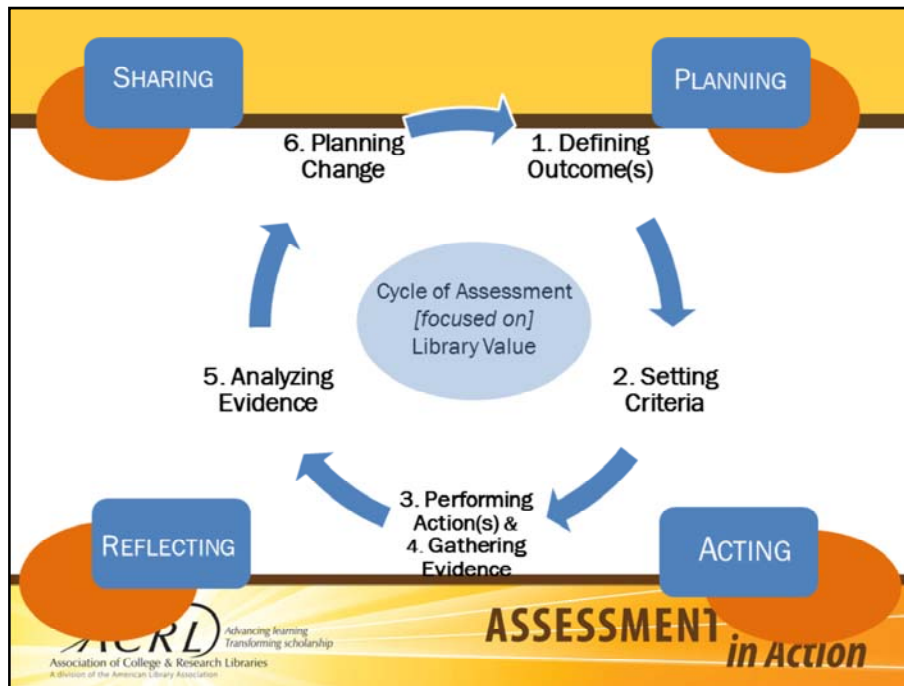 SHARING
PLANNING
6. Planning
Change
1. Defining
Outcome(s)
Cycle of Assessment
[focused on]
Library Value
5. Analyzing
Evidence
2. Setting
Criteria
3. Performing
Action(s) &
4. Gathering
Evidence
REFLECTING
ACTING
ACRL
Advancing learning
Transforming scholarship
Association of College & Research Libraries
A division of the American Library Association
ASSESSMENT
in Action